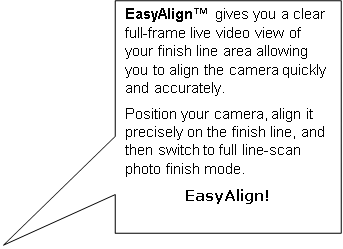 EasyAlign™ gives you a clear
full-frame live video view of
your finish line area allowing
you to align the camera quickly
and accurately.
Position your camera, align it
precisely on the finish line, and
then switch to full line-scan
photo finish mode.
EasyAlign!